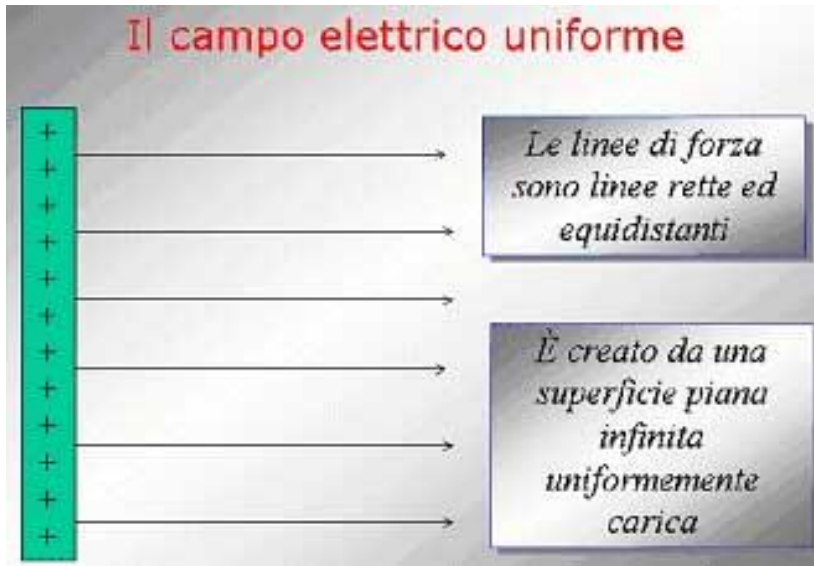 Il campo elettrico uniforme
+
+
+
+
+
+
+
+
+
+
+
+
Le linee di forza
sono linee rette ed
equidistanti
È creato da una
superficie piana
infinita
uniformemente
carica